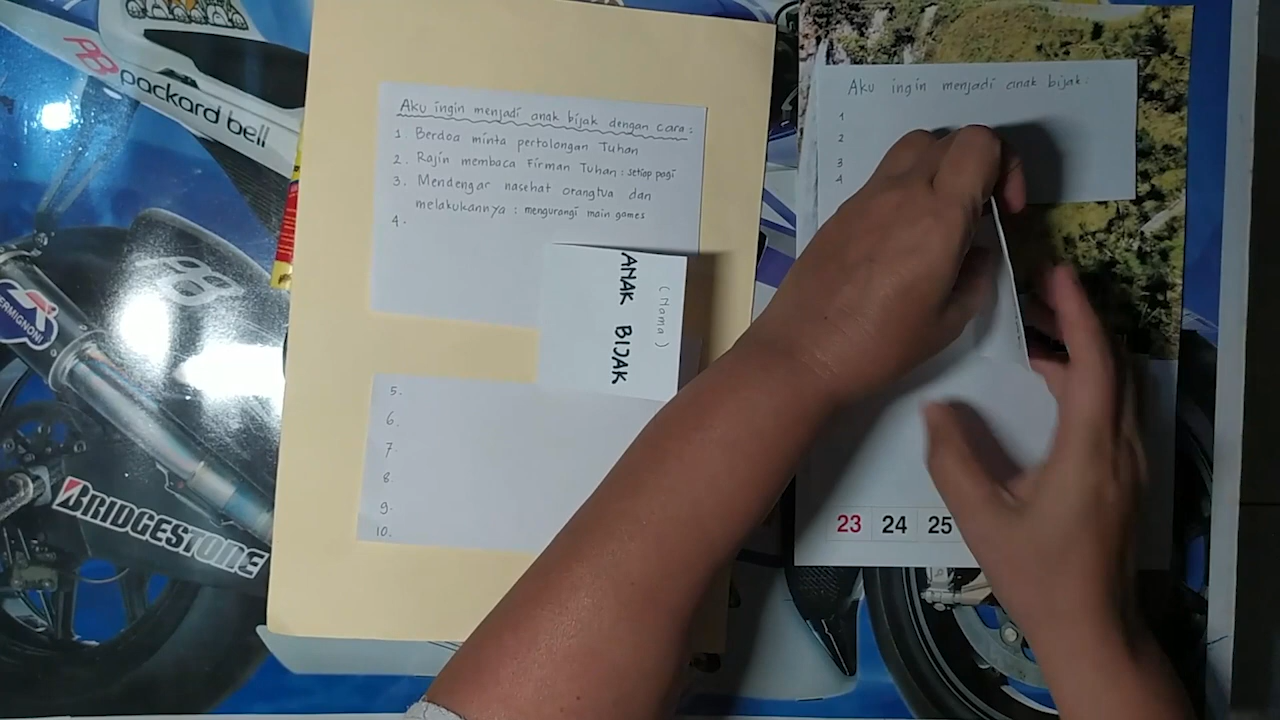 packard bell
TERMIGNONI
BRIDGESTONE
Aku ingin menjadi anak bijak dengan cara :
1 Berdoa minta pertolongan Tuhan
2. Rajin membaca Firman Tuhan : setiap pagi
3. Mendengar nasehat orangtua dan
melakukannya : mengurangi main games
4.
(Nama)
ANAK BIJAK
5.
6.
7
8.
9.
10.
Aku ingin menjadi anak bijak.
1
2
3
4
23 24 25